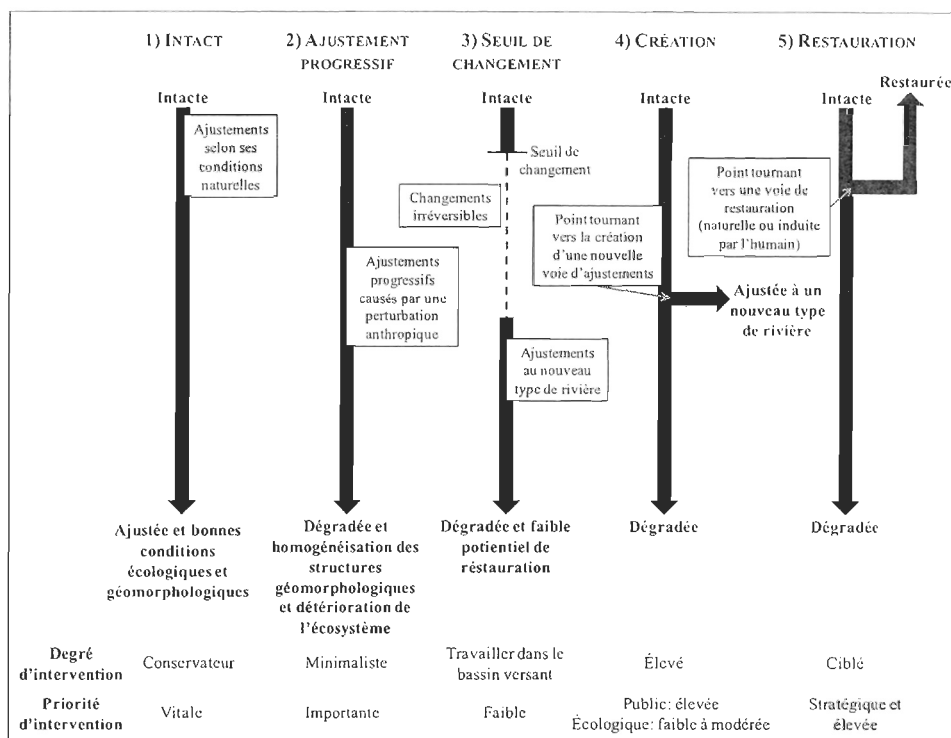 1) INTACT
2) AJUSTEMENT
PROGRESSIF
3) SEUIL DE
CHANGEMENT
4) CRÉATION
5) RESTAURATION
Restaurée
Intacte
Intacte
Intacte
Intacte
Intacte
Ajustements
selon ses
conditions
naturelles
Seuil de
changement
Changements
irréversibles
Point tournant
vers une voie de
restauration
(naturelle ou induite
par l'humain)
Point tournant
vers la création
d'une nouvelle
voie d'ajustements
Ajustements
progressifs
causés par une
perturbation
anthropique
Ajustée à un
nouveau type
de rivière
Ajustements
au nouveau
type de rivière
Ajustée et bonnes
conditions
écologiques et
géomorphologiques
Dégradée et
homogénéisation des
structures
géomorphologiques
et détérioration de
l'écosystème
Dégradée et faible
potientiel de
réstauration
Dégradée
Dégradée
Degré
d'intervention
Conservateur
Minimaliste
Travailler dans le
bassin versant
Élevé
Ciblé
Priorité
d'intervention
Vitale
Importante
Faible
Public: élevée
Écologique: faible à modérée
Stratégique et
élevée